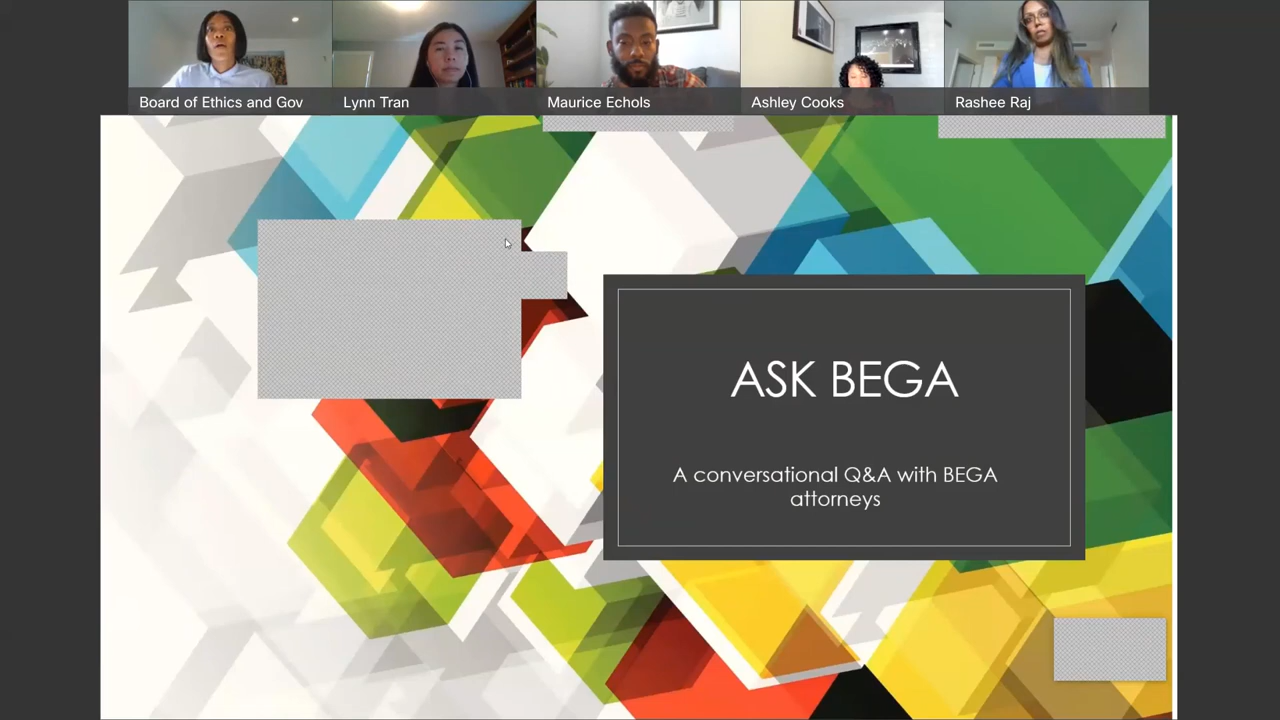 Board of Ethics and Gov
Lynn Tran
Maurice Echols
Ashley Cooks
Rashee Raj
ASK BEGA
A conversational Q&A with BEGA
attorneys